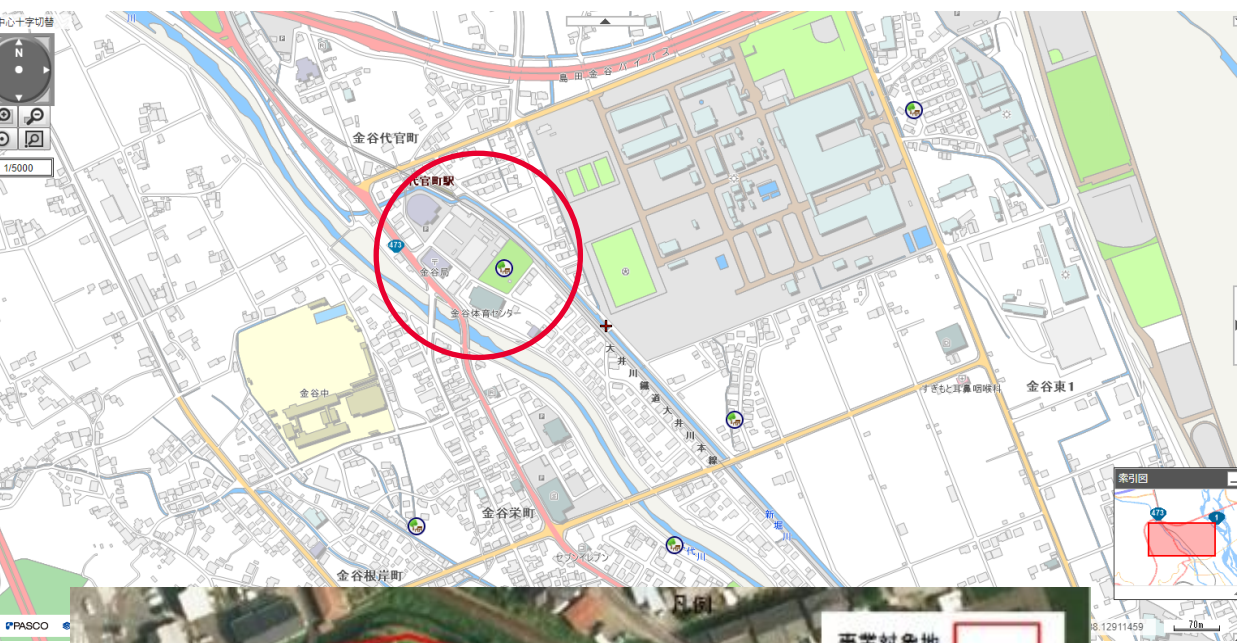 中心十字切替
N
1/5000
島田金谷バイパス
金谷代官町
代官町駅
473
金谷局
金谷体育センター
大井川鐵道大井川本線
すぎもと耳鼻咽喉科
金谷東1
金谷中
索引図
473
1
金谷栄町
新堀川
セブンイレブン
代川
金谷根岸町
凡例
PASCO
事業対象地
8.12911459
70m